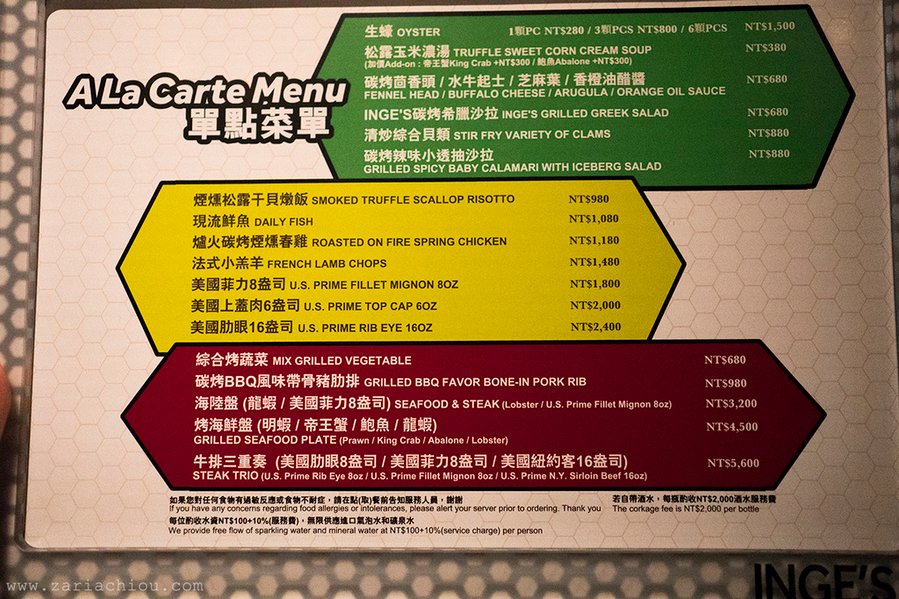 A La Carte Menu
單點菜單
生蠔 OYSTER 1顆PC NT$280 / 3顆PCS NT$800 / 6顆PCS NT$1,500
松露玉米濃湯 TRUFFLE SWEET CORN CREAM SOUP NT$380
(加價Add-on : 帝王蟹King Crab +NT$300 / 鮑魚Abalone +NT$300)
碳烤茴香頭 / 水牛起士 / 芝麻葉 / 香橙油醋醬 NT$680
FENNEL HEAD / BUFFALO CHEESE / ARUGULA / ORANGE OIL SAUCE
INGE'S碳烤希臘沙拉 INGE'S GRILLED GREEK SALAD NT$680
清炒綜合貝類 STIR FRY VARIETY OF CLAMS NT$880
碳烤辣味小透抽沙拉 NT$880
GRILLED SPICY BABY CALAMARI WITH ICEBERG SALAD
煙燻松露干貝燉飯 SMOKED TRUFFLE SCALLOP RISOTTO NT$980
現流鮮魚 DAILY FISH NT$1,080
爐火碳烤煙燻春雞 ROASTED ON FIRE SPRING CHICKEN NT$1,180
法式小羔羊 FRENCH LAMB CHOPS NT$1,480
美國菲力8盎司 U.S. PRIME FILLET MIGNON 8OZ NT$1,800
美國上蓋肉6盎司 U.S. PRIME TOP CAP 6OZ NT$2,000
美國肋眼16盎司 U.S. PRIME RIB EYE 16OZ NT$2,400
綜合烤蔬菜 MIX GRILLED VEGETABLE NT$680
碳烤BBQ風味帶骨豬肋排 GRILLED BBQ FAVOR BONE-IN PORK RIB NT$980
海陸盤 (龍蝦 / 美國菲力8盎司) SEAFOOD & STEAK (Lobster / U.S. Prime Fillet Mignon 8oz) NT$3,200
烤海鮮盤 (明蝦 / 帝王蟹 / 鮑魚 / 龍蝦) NT$4,500
GRILLED SEAFOOD PLATE (Prawn / King Crab / Abalone / Lobster)
牛排三重奏 (美國肋眼8盎司 / 美國菲力8盎司 / 美國紐約客16盎司) NT$5,600
STEAK TRIO (U.S. Prime Rib Eye 8oz / U.S. Prime Fillet Mignon 8oz / U.S. Prime N.Y. Sirloin Beef 16oz)
如果您對任何食物有過敏反應或食物不耐症，請在點(取)餐前告知服務人員，謝謝
If you have any concerns regarding food allergies or intolerances, please alert your server prior to ordering. Thank you
若自帶酒水，每瓶酌收NT$2,000酒水服務費
The corkage fee is NT$2,000 per bottle
每位酌收水資NT$100+10%(服務費)，無限供應進口氣泡水和礦泉水
We provide free flow of sparkling water and mineral water at NT$100+10%(service charge) per person
www.zariachiou.com
INGE'S